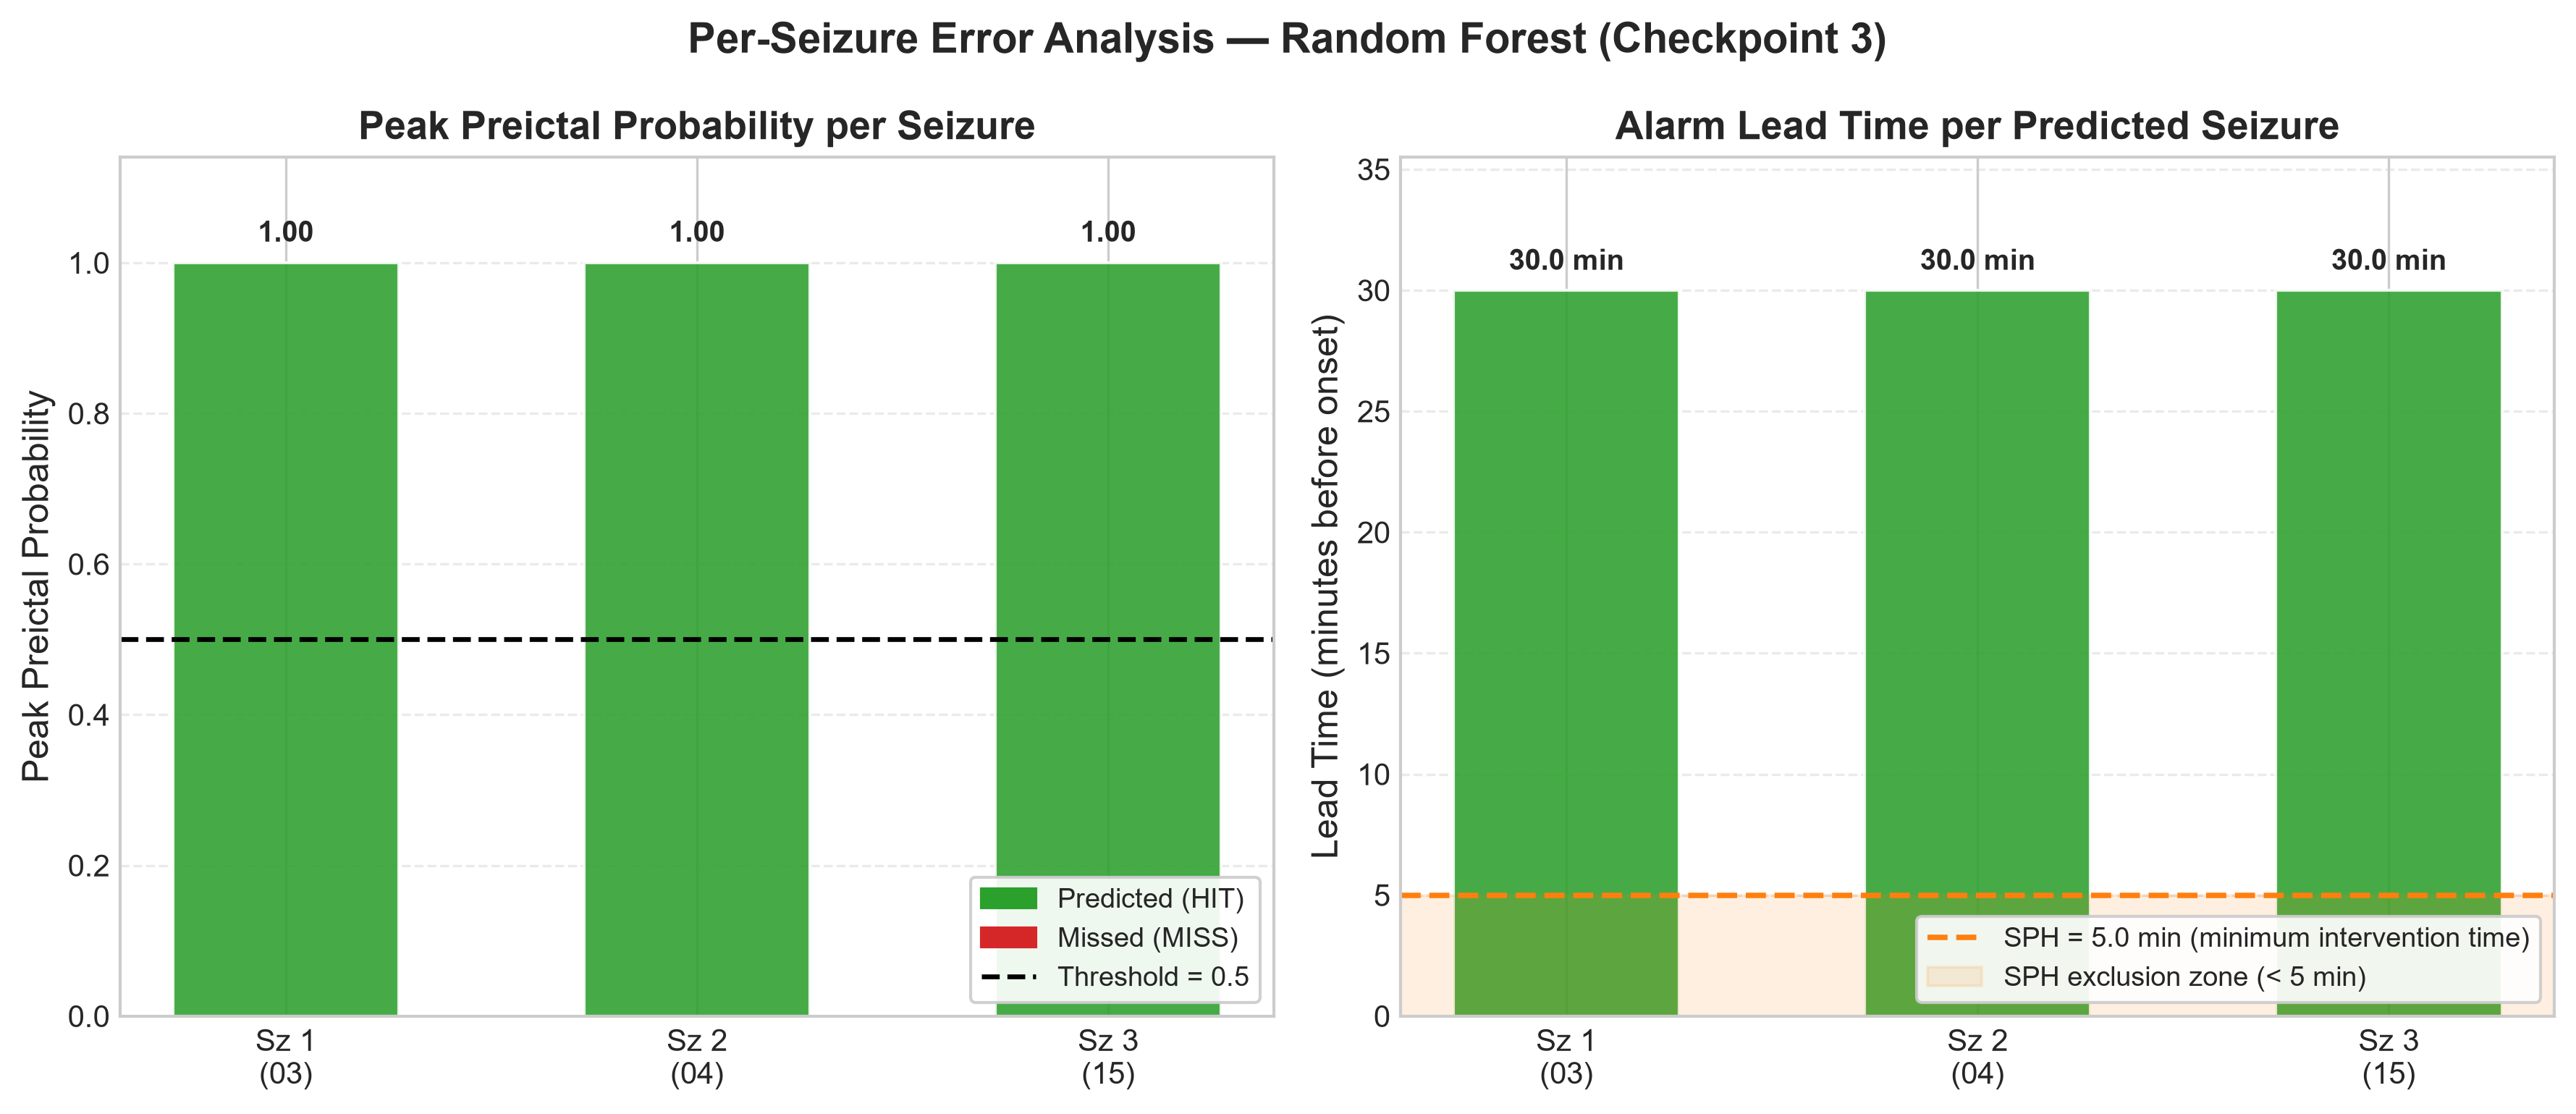 Per-Seizure Error Analysis — Random Forest (Checkpoint 3)
Peak Preictal Probability per Seizure
Peak Preictal Probability
1.0
0.8
0.6
0.4
0.2
0.0
1.00
1.00
1.00
Predicted (HIT)
Missed (MISS)
Threshold = 0.5
Sz 1
(03)
Sz 2
(04)
Sz 3
(15)
Alarm Lead Time per Predicted Seizure
Lead Time (minutes before onset)
35
30
25
20
15
10
5
0
30.0 min
30.0 min
30.0 min
SPH = 5.0 min (minimum intervention time)
SPH exclusion zone (< 5 min)
Sz 1
(03)
Sz 2
(04)
Sz 3
(15)